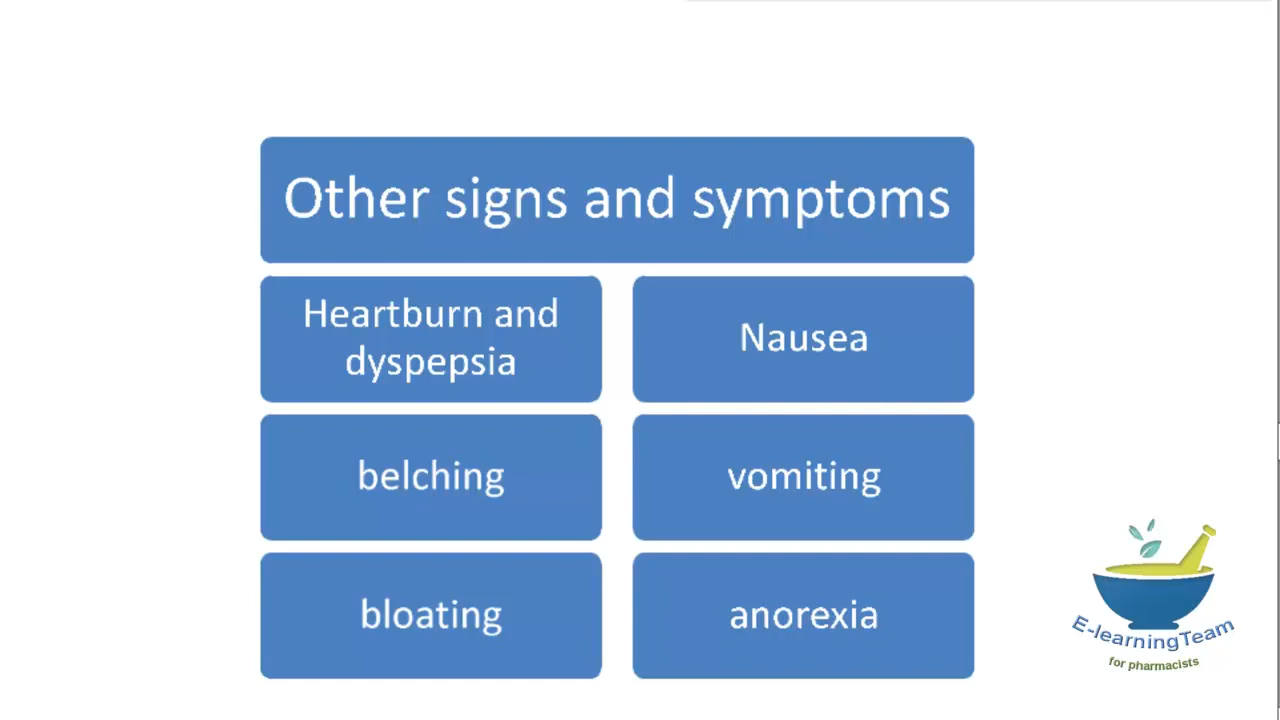 Other signs and symptoms
Heartburn and
dyspepsia
Nausea
belching
vomiting
bloating
anorexia
E-learningTeam
for pharmacists